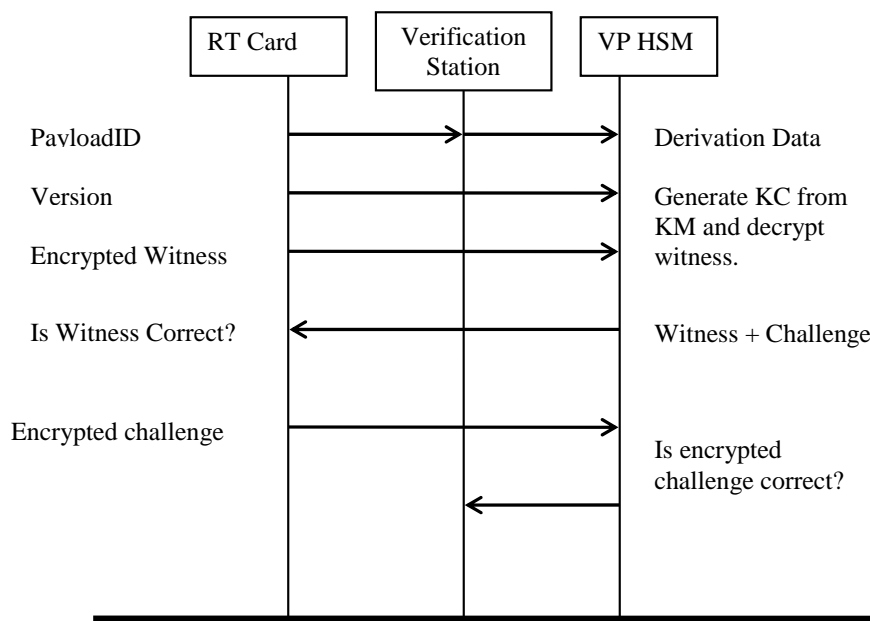 RT Card
Verification
Station
VP HSM
PayloadID
Derivation Data
Version
Generate KC from
KM and decrypt
witness.
Encrypted Witness
Is Witness Correct?
Witness + Challenge
Encrypted challenge
Is encrypted
challenge correct?